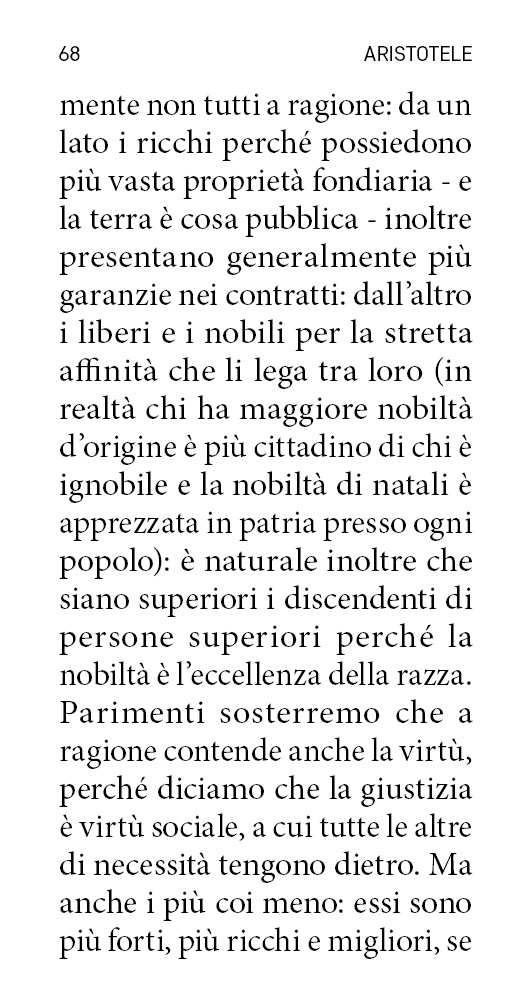 68 ARISTOTELE
mente non tutti a ragione: da un
lato i ricchi perché possiedono
più vasta proprietà fondiaria - e
la terra è cosa pubblica - inoltre
presentano generalmente più
garanzie nei contratti: dall’altro
i liberi e i nobili per la stretta
affinità che li lega tra loro (in
realtà chi ha maggiore nobiltà
d’origine è più cittadino di chi è
ignobile e la nobiltà di natali è
apprezzata in patria presso ogni
popolo): è naturale inoltre che
siano superiori i discendenti di
persone superiori perché la
nobiltà è l’eccellenza della razza.
Parimenti sosterremo che a
ragione contende anche la virtù,
perché diciamo che la giustizia
è virtù sociale, a cui tutte le altre
di necessità tengono dietro. Ma
anche i più coi meno: essi sono
più forti, più ricchi e migliori, se